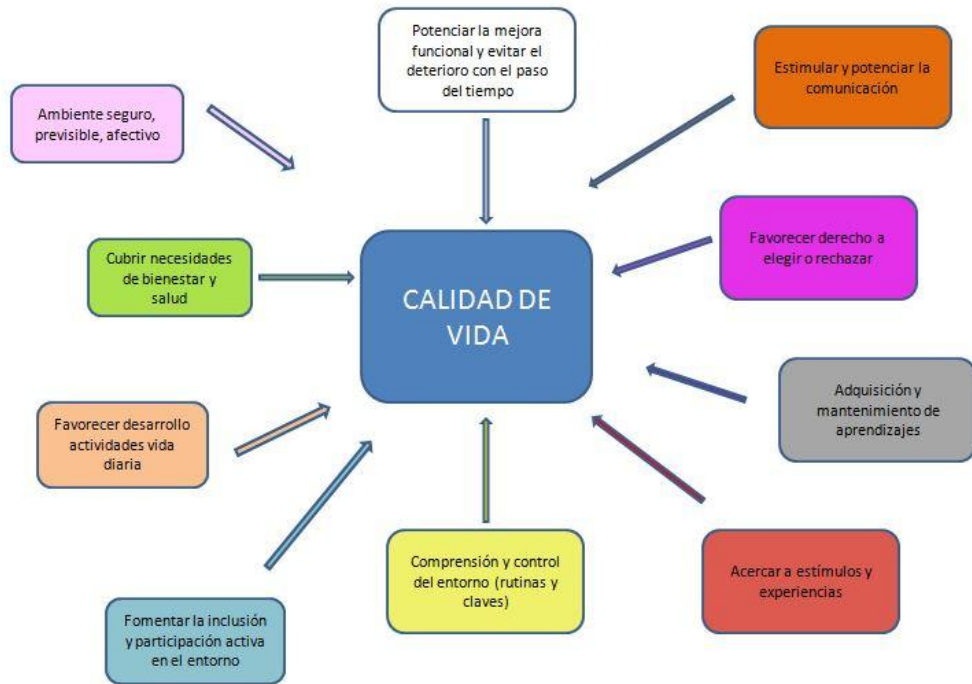 Potenciar la mejora
funcional y evitar el
deterioro con el paso
del tiempo
Estimular y potenciar la
comunicación
Ambiente seguro,
previsible, afectivo
Favorecer derecho a
elegir o rechazar
Cubrir necesidades
de bienestar y
salud
CALIDAD DE
VIDA
Adquisición y
mantenimiento de
aprendizajes
Favorecer desarrollo
actividades vida
diaria
Comprensión y control
del entorno (rutinas y
claves)
Acercar a estímulos y
experiencias
Fomentar la inclusión
y participación activa
en el entorno